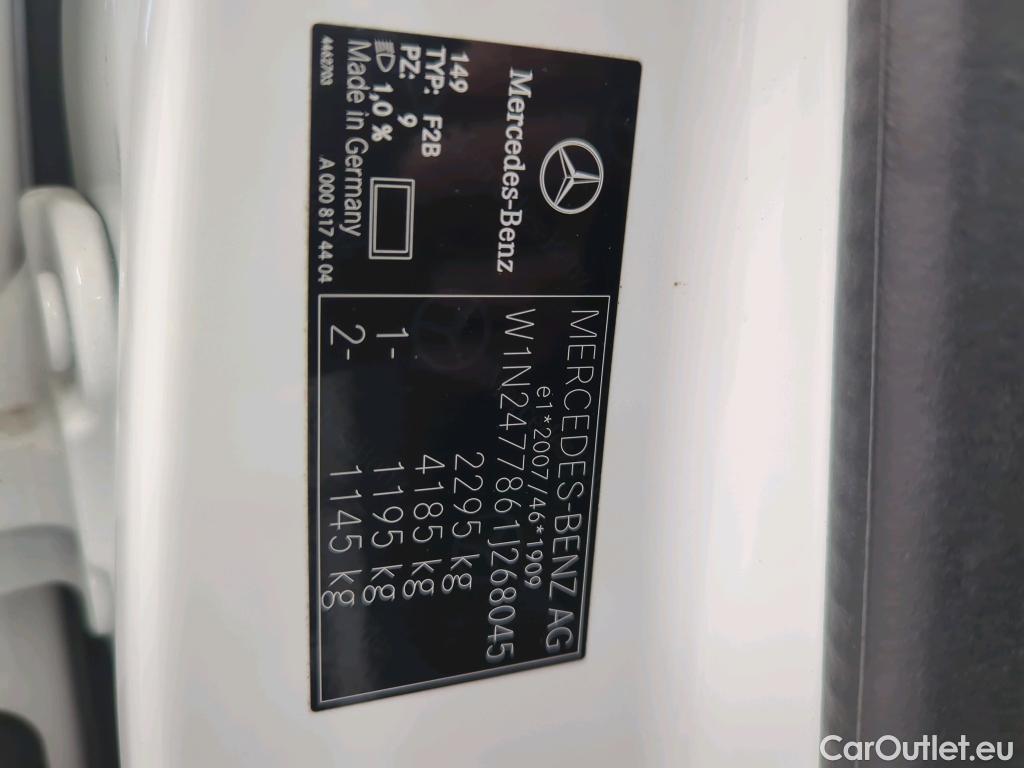 MERCEDES-BENZ AG
e1*2007/46*1909
W1N2477861J268045
2295 kg
4185 kg
1- 1195 kg
2- 1145 kg
Mercedes-Benz
149
TYP: F2B
PZ: 9
1,0 %
Made in Germany
4462703 A 000 817 44 04
CarOutlet.eu